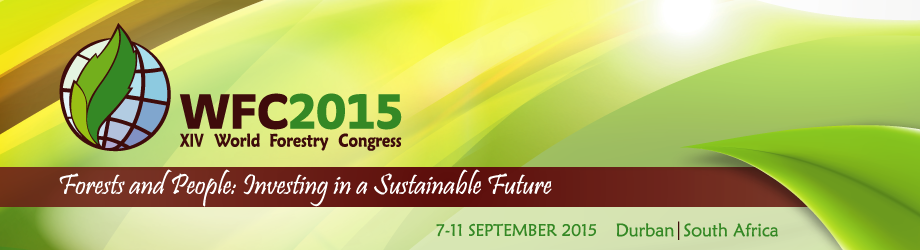 WFC2015
XIV World Forestry Congress
Forests and People: Investing in a Sustainable Future
7-11 SEPTEMBER 2015 Durban|South Africa